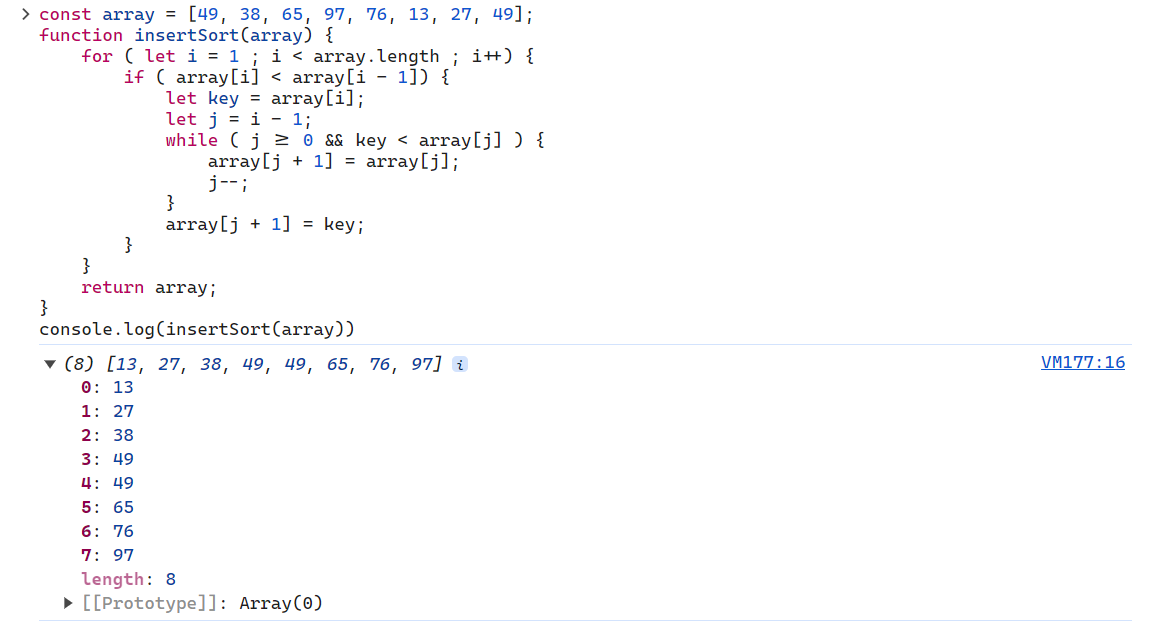 > const array = [49, 38, 65, 97, 76, 13, 27, 49];
function insertSort(array) {
    for ( let i = 1 ; i < array.length ; i++) {
        if ( array[i] < array[i - 1]) {
            let key = array[i];
            let j = i - 1;
            while ( j ≥ 0 && key < array[j] ) {
                array[j + 1] = array[j];
                j--;
            }
            array[j + 1] = key;
        }
    }
    return array;
}
console.log(insertSort(array))
▼ (8) [13, 27, 38, 49, 49, 65, 76, 97] i VM177:16
0: 13
1: 27
2: 38
3: 49
4: 49
5: 65
6: 76
7: 97
length: 8
▶ [[Prototype]]: Array(0)